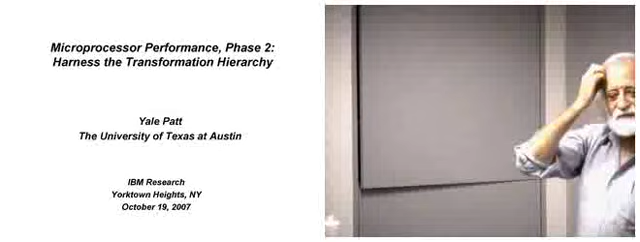 Microprocessor Performance, Phase 2:
Harness the Transformation Hierarchy
Yale Patt
The University of Texas at Austin
IBM Research
Yorktown Heights, NY
October 19, 2007